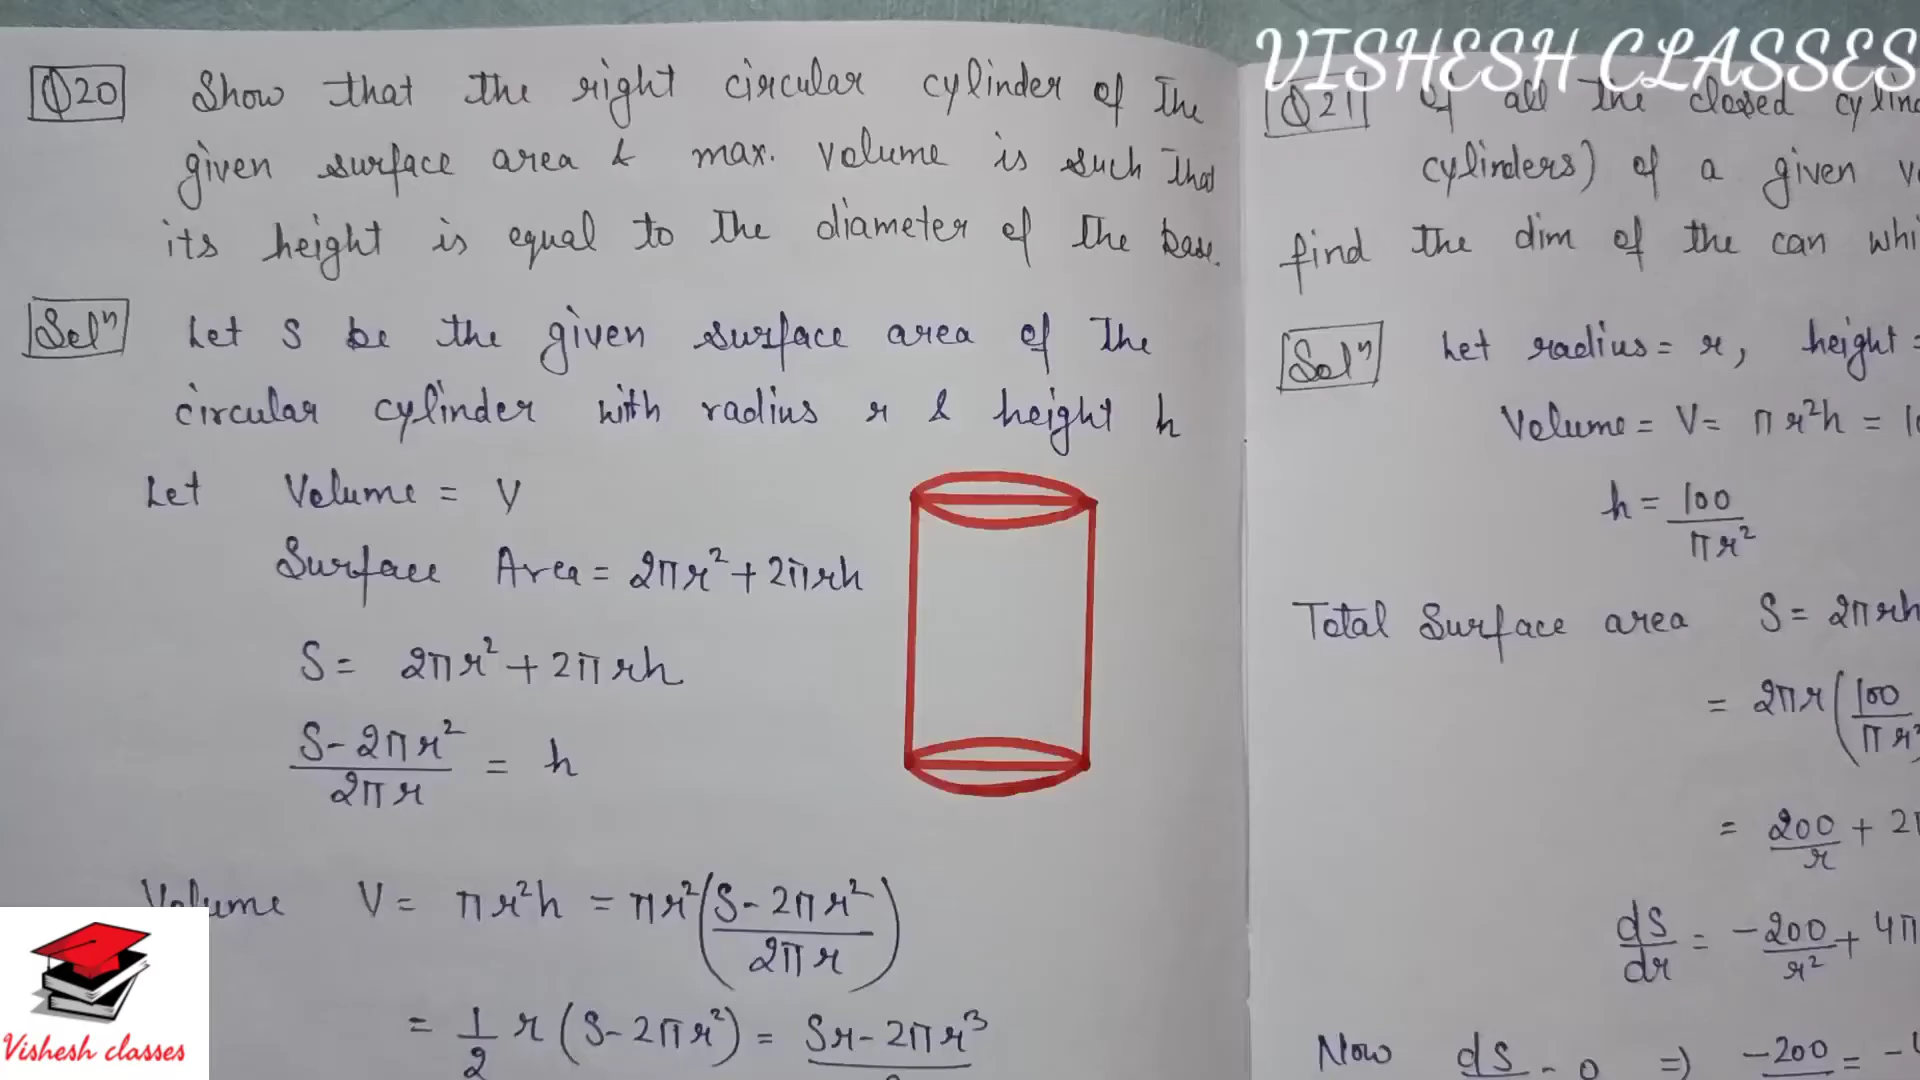 VISHESH CLASSES
Q20 Show that the right circular cylinder of the
given surface area & max. volume is such that
its height is equal to the diameter of the base.
Solⁿ Let S be the given surface area of the
circular cylinder with radius r & height h
Let Volume = V
Surface Area = 2πr² + 2πrh
S = 2πr² + 2πrh
S - 2πr² / 2πr = h
Volume V = πr²h = πr² (S - 2πr² / 2πr)
= 1/2 r (S - 2πr²) = Sr - 2πr³
Vishesh classes
Q21 of all the closed
cylinders) of a given
find the dim of the can
Solⁿ Let radius = r, height =
Volume = V = πr²h =
h = 100 / πr²
Total Surface area S = 2πrh
= 2πr (100 / πr²
= 200 / r +
dS/dr = -200 / r² + 4π
Now dS = 0 ⇒ -200 = -